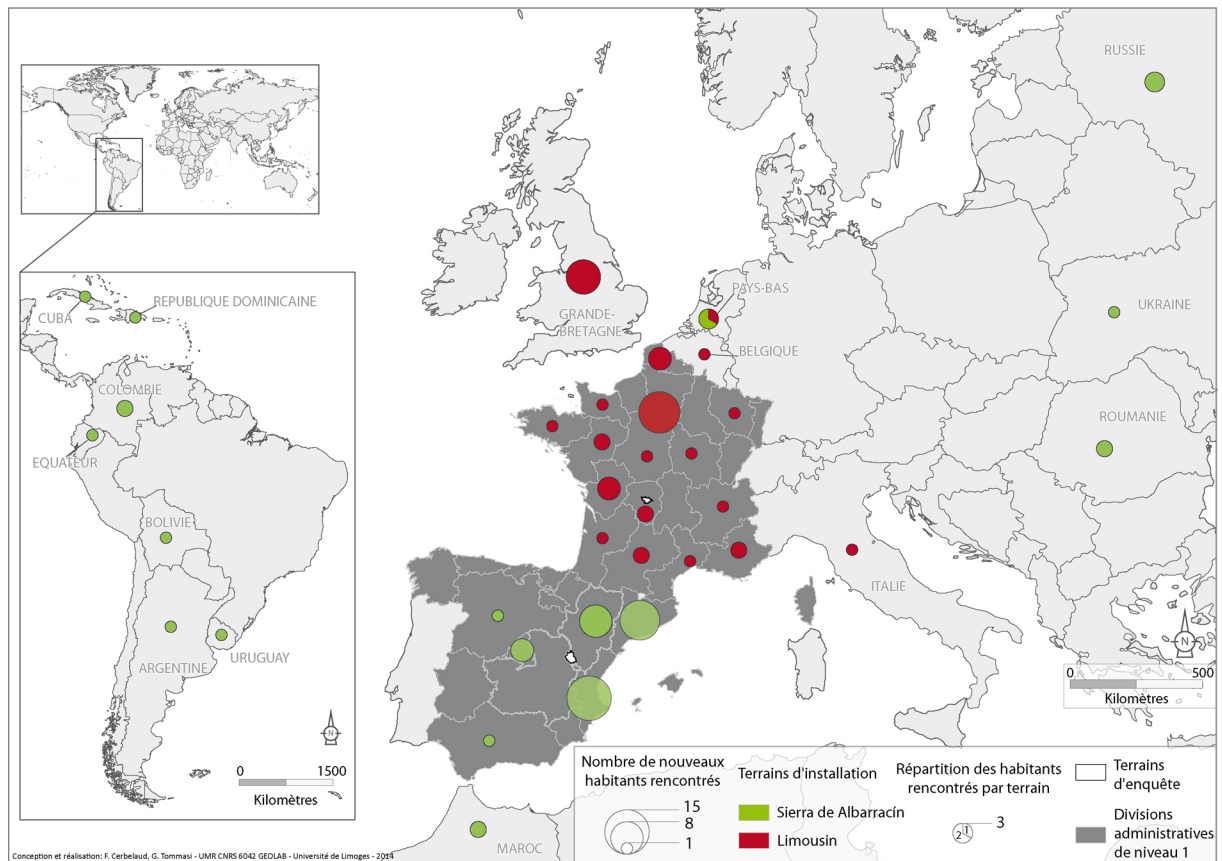 RUSSIE
PAYS-BAS
GRANDE-
BRETAGNE
UKRAINE
BELGIQUE
REPUBLIQUE DOMINICAINE
CUBA
COLOMBIE
ROUMANIE
EQUATEUR
BOLIVIE
ITALIE
URUGUAY
ARGENTINE
N
0 500
Kilomètres
N
0 1500
Kilomètres
MAROC
Nombre de nouveaux
habitants rencontrés
15
8
1
Terrains d'installation
Sierra de Albarracín
Limousin
Répartition des habitants
rencontrés par terrain
3
2 1
Terrains
d'enquête
Divisions
administratives
de niveau 1
Conception et réalisation: F. Cerbelaud, G. Tommasi - UMR CNRS 6042 GEOLAB - Université de Limoges - 2014